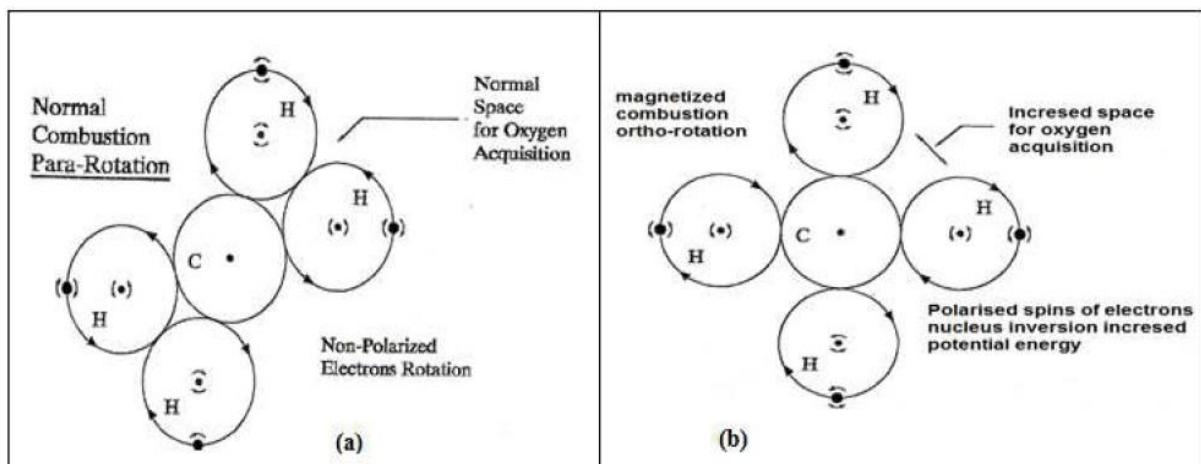 Normal
Combustion
Para-Rotation
H
Normal
Space
for Oxygen
Acquisition
H
C
H
Non-Polarized
Electrons Rotation
H
(a)
magnetized
combustion
ortho-rotation
H
Incresed space
for oxygen
acquisition
H
C
H
Polarised spins of electrons
nucleus inversion incresed
potential energy
H
(b)